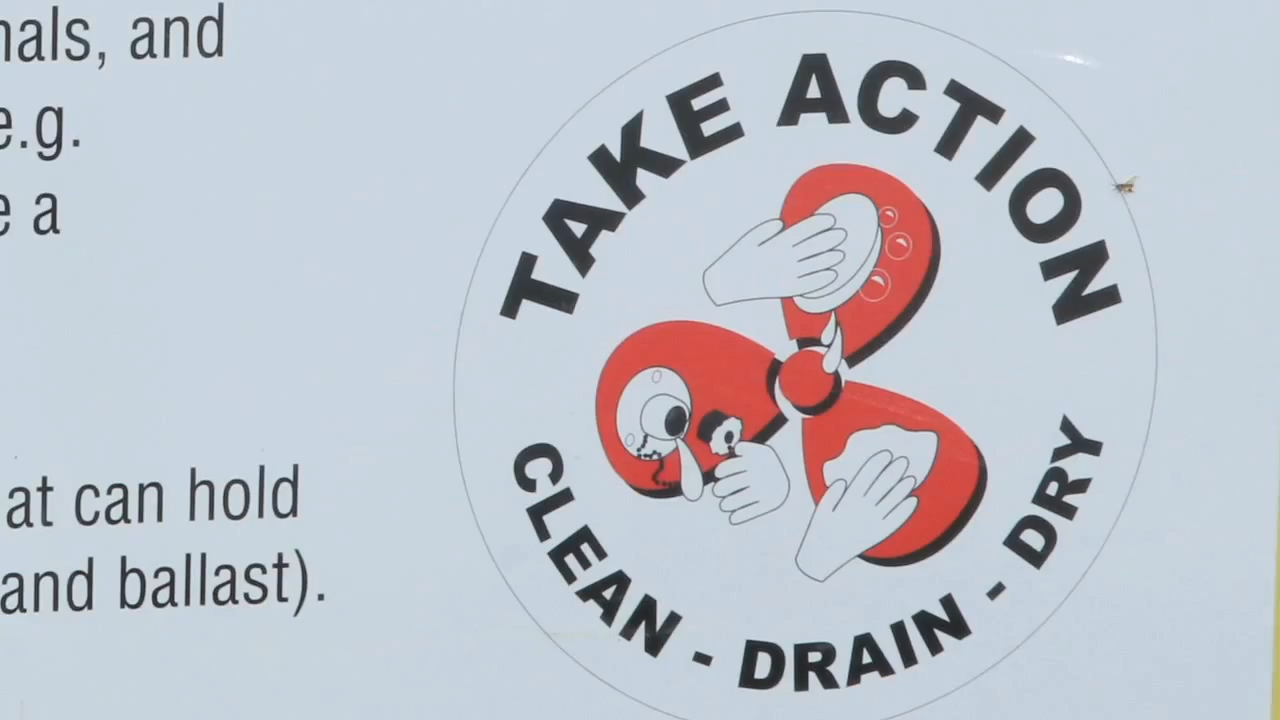 nals, and
e.g.
e a
at can hold
and ballast).
TAKE ACTION
CLEAN - DRAIN - DRY